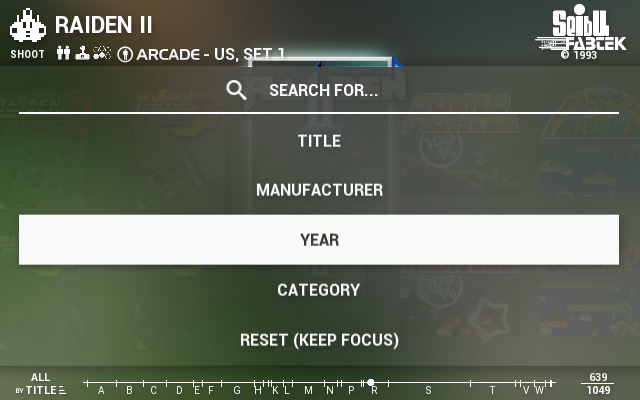 RAIDEN II
SHOOT
ARCADE - US, SET 1
Seibu
FABTEK
© 1993
SEARCH FOR...
TITLE
MANUFACTURER
YEAR
CATEGORY
RESET (KEEP FOCUS)
ALL
BY TITLE
A B C D E F G H K L M N P R S T V W
639
1049